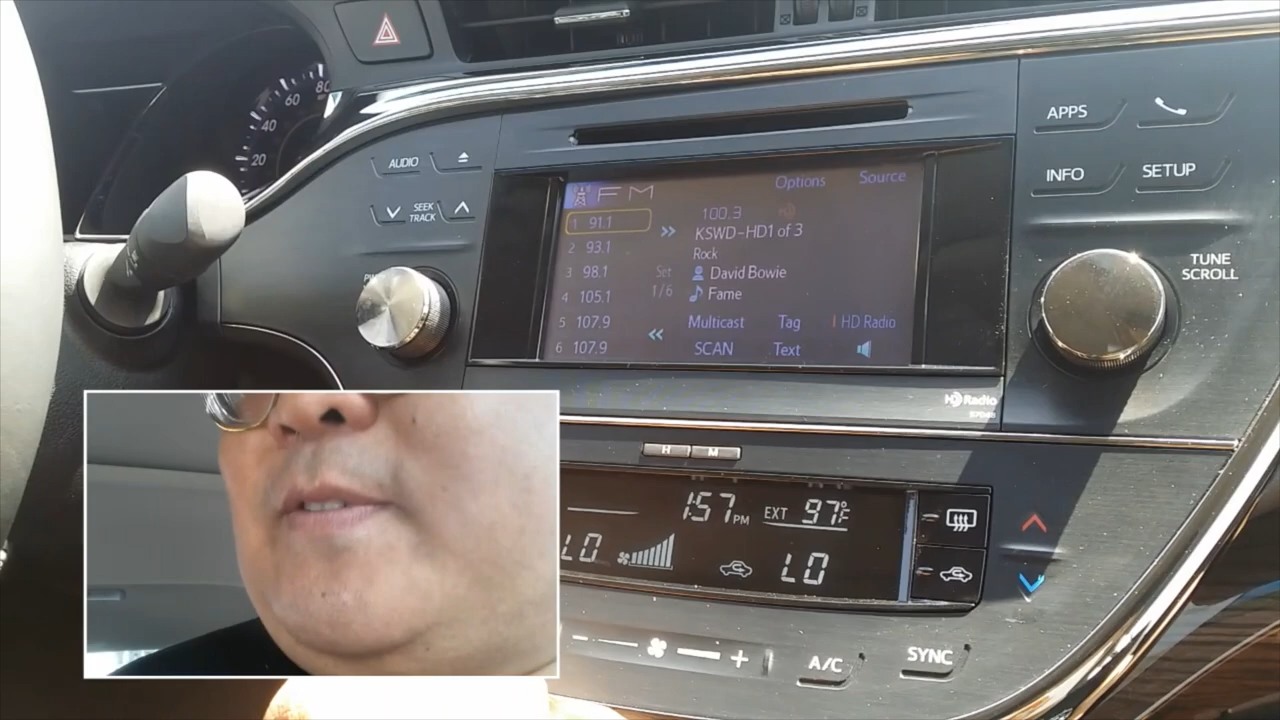 20
40
60
80
AUDIO
SEEK
TRACK
FM
Options
Source
1 91.1
2 93.1
3 98.1
4 105.1
5 107.9
6 107.9
Set
1/6
100.3
KSWD-HD1 of 3
Rock
David Bowie
Fame
Multicast
Tag
HD Radio
SCAN
Text
HD Radio
APPS
INFO
SETUP
TUNE
SCROLL
H
M
1:57 PM
EXT 97°F
LO
LO
A/C
SYNC